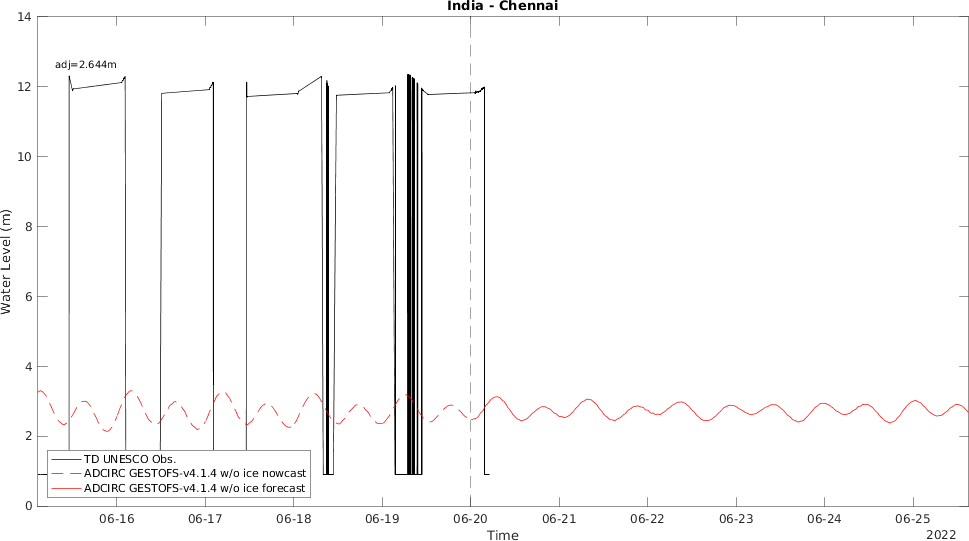 India - Chennai
14
adj=2.644m
12
10
8
6
4
2
0
Water Level (m)
TD UNESCO Obs.
ADCIRC GESTOFS-v4.1.4 w/o ice nowcast
ADCIRC GESTOFS-v4.1.4 w/o ice forecast
06-16 06-17 06-18 06-19 06-20 06-21 06-22 06-23 06-24 06-25
Time
2022